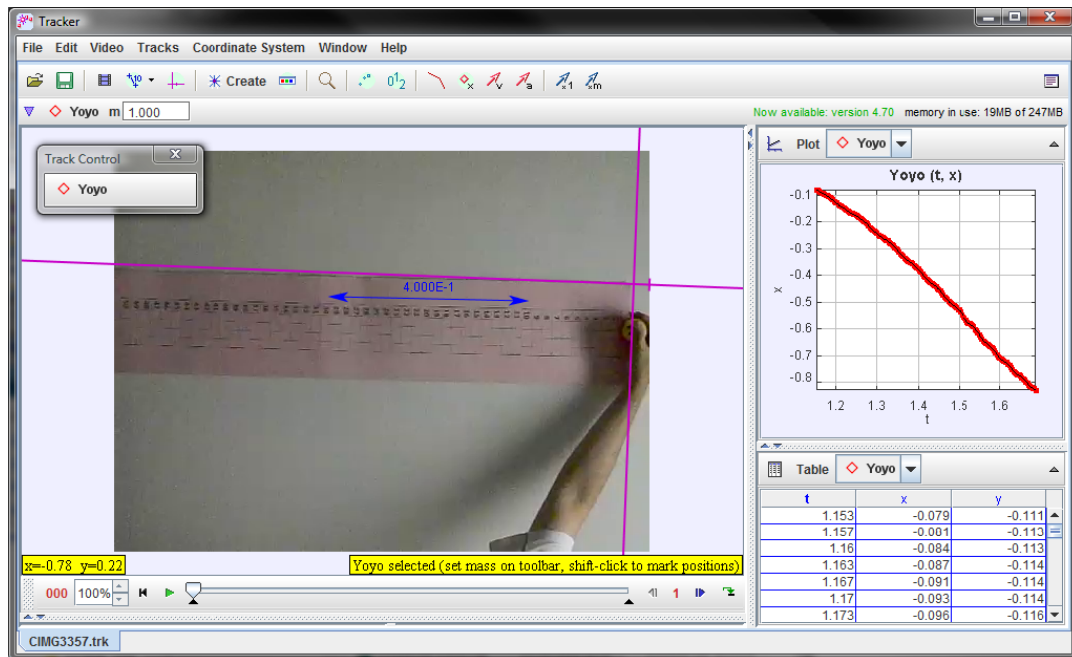 Tracker
File Edit Video Tracks Coordinate System Window Help
Create
Yoyo m 1.000
Now available: version 4.70 memory in use: 19MB of 247MB
Track Control
Yoyo
4.000E-1
x=-0.78 y=0.22
Yoyo selected (set mass on toolbar, shift-click to mark positions)
000 100% 1
CIMG3357.trk
Plot Yoyo
Yoyo (t, x)
-0.1
-0.2
-0.3
-0.4
-0.5
-0.6
-0.7
-0.8
x
1.2 1.3 1.4 1.5 1.6
t
Table Yoyo
t x y
1.153 -0.079 -0.111
1.157 -0.081 -0.113
1.16 -0.084 -0.113
1.163 -0.087 -0.114
1.167 -0.091 -0.114
1.17 -0.093 -0.114
1.173 -0.096 -0.116